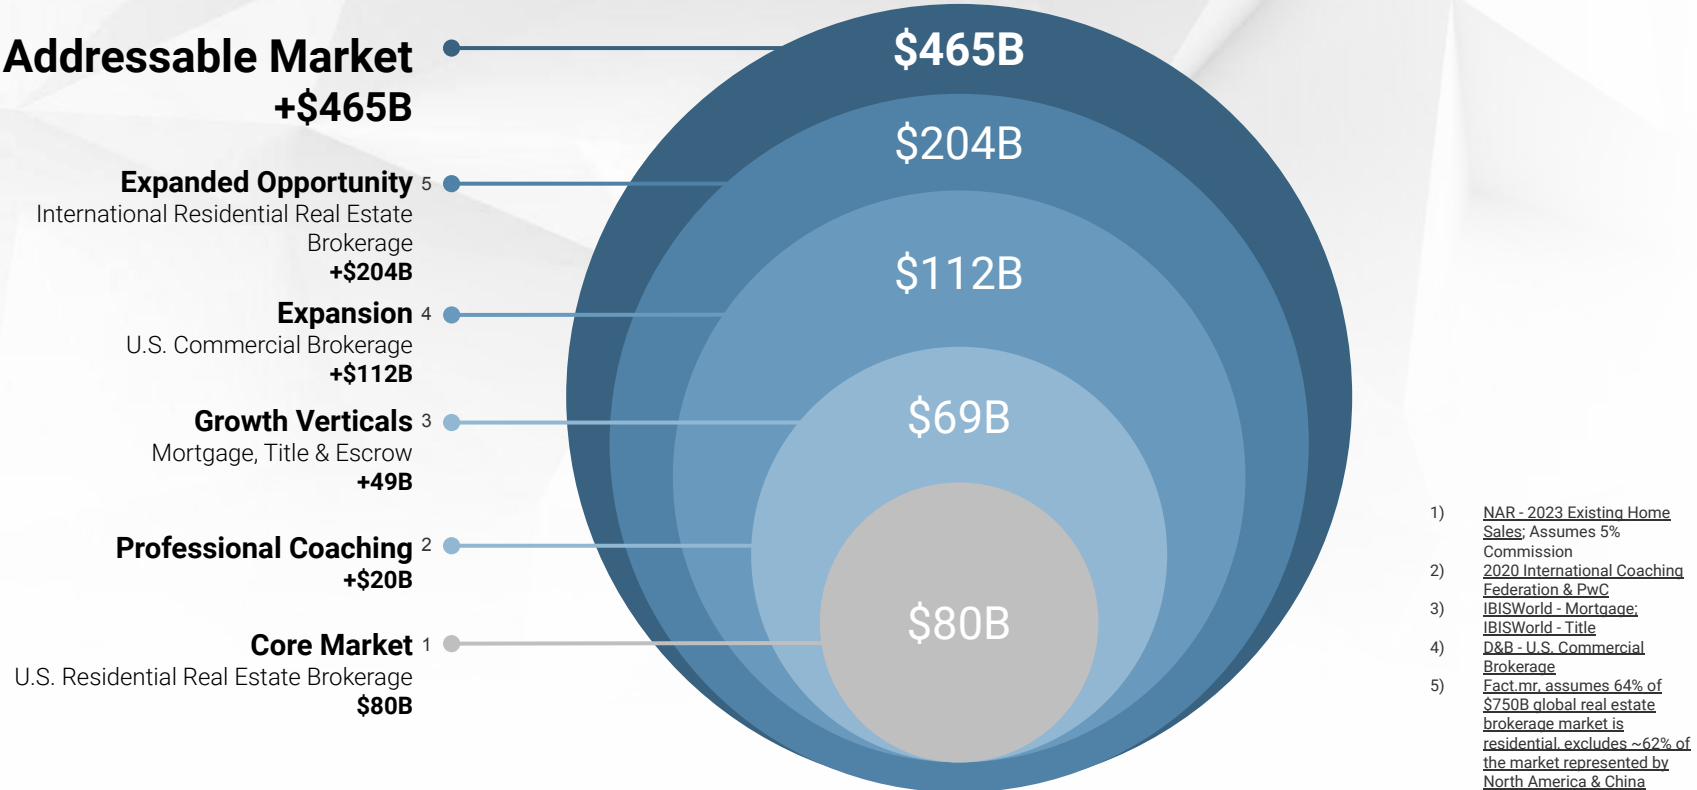 Addressable Market
+$465B
Expanded Opportunity 5
International Residential Real Estate
Brokerage
+$204B
Expansion 4
U.S. Commercial Brokerage
+$112B
Growth Verticals 3
Mortgage, Title & Escrow
+49B
Professional Coaching 2
+$20B
Core Market 1
U.S. Residential Real Estate Brokerage
$80B
$465B
$204B
$112B
$69B
$80B
1) NAR - 2023 Existing Home
Sales; Assumes 5%
Commission
2) 2020 International Coaching
Federation & PwC
3) IBISWorld - Mortgage;
IBISWorld - Title
4) D&B - U.S. Commercial
Brokerage
5) Fact.mr, assumes 64% of
$750B global real estate
brokerage market is
residential, excludes ~62% of
the market represented by
North America & China